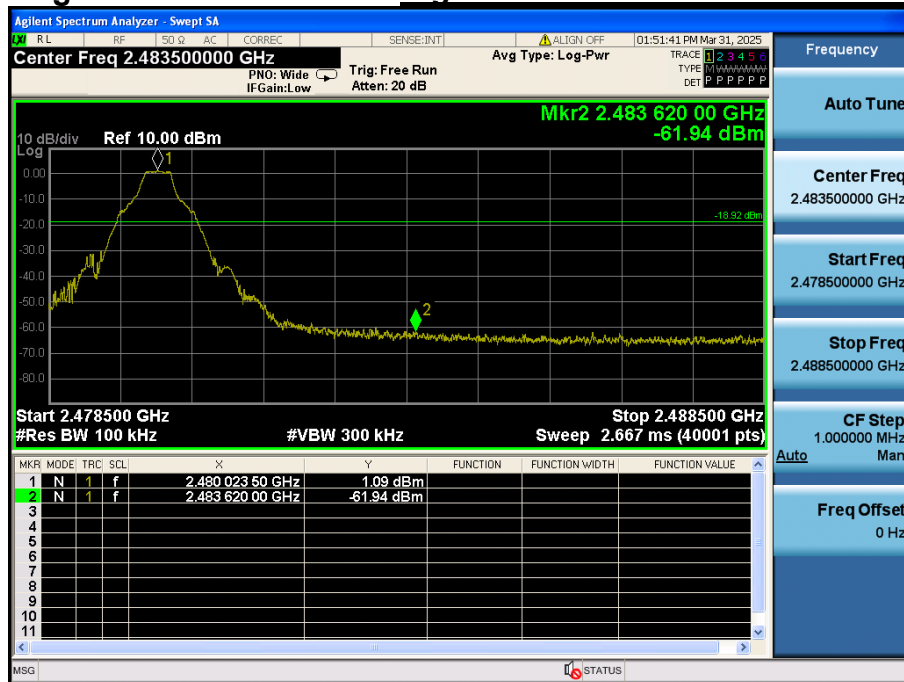 Agilent Spectrum Analyzer - Swept SA
LXI RL RF 50 Ω AC CORREC SENSE:INT ALIGN OFF 01:51:41 PM Mar 31, 2025
Center Freq 2.483500000 GHz
PNO: Wide
IFGain:Low
Trig: Free Run
Atten: 20 dB
Avg Type: Log-Pwr
TRACE 1 2 3 4 5 6
TYPE M WWWWW
DET P P P P P P
Mkr2 2.483 620 00 GHz
-61.94 dBm
10 dB/div Ref 10.00 dBm
Log
1
0.00
-10.0
-18.92 dBm
-20.0
-30.0
-40.0
-50.0
2
-60.0
-70.0
-80.0
Start 2.478500 GHz Stop 2.488500 GHz
#Res BW 100 kHz #VBW 300 kHz Sweep 2.667 ms (40001 pts)
MKR MODE TRC SCL X Y FUNCTION FUNCTION WIDTH FUNCTION VALUE
1 N 1 f 2.480 023 50 GHz 1.09 dBm
2 N 1 f 2.483 620 00 GHz -61.94 dBm
3
4
5
6
7
8
9
10
11
MSG STATUS
Frequency
Auto Tune
Center Freq
2.483500000 GHz
Start Freq
2.478500000 GHz
Stop Freq
2.488500000 GHz
CF Step
1.000000 MHz
Auto Man
Freq Offset
0 Hz